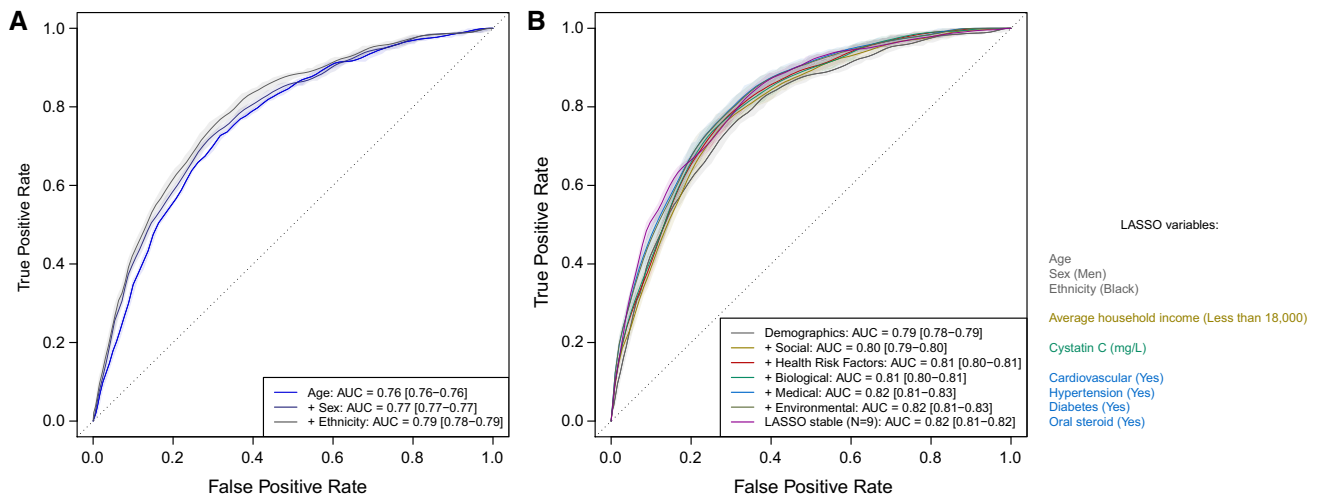 A
1.0
0.8
0.6
0.4
0.2
0.0
True Positive Rate
Age: AUC = 0.76 [0.76−0.76]
+ Sex: AUC = 0.77 [0.77−0.77]
+ Ethnicity: AUC = 0.79 [0.78−0.79]
0.0 0.2 0.4 0.6 0.8 1.0
False Positive Rate
B
1.0
0.8
0.6
0.4
0.2
0.0
True Positive Rate
Demographics: AUC = 0.79 [0.78−0.79]
+ Social: AUC = 0.80 [0.79−0.80]
+ Health Risk Factors: AUC = 0.81 [0.80−0.81]
+ Biological: AUC = 0.81 [0.80−0.81]
+ Medical: AUC = 0.82 [0.81−0.83]
+ Environmental: AUC = 0.82 [0.81−0.83]
LASSO stable (N=9): AUC = 0.82 [0.81−0.82]
0.0 0.2 0.4 0.6 0.8 1.0
False Positive Rate
LASSO variables:
Age
Sex (Men)
Ethnicity (Black)
Average household income (Less than 18,000)
Cystatin C (mg/L)
Cardiovascular (Yes)
Hypertension (Yes)
Diabetes (Yes)
Oral steroid (Yes)